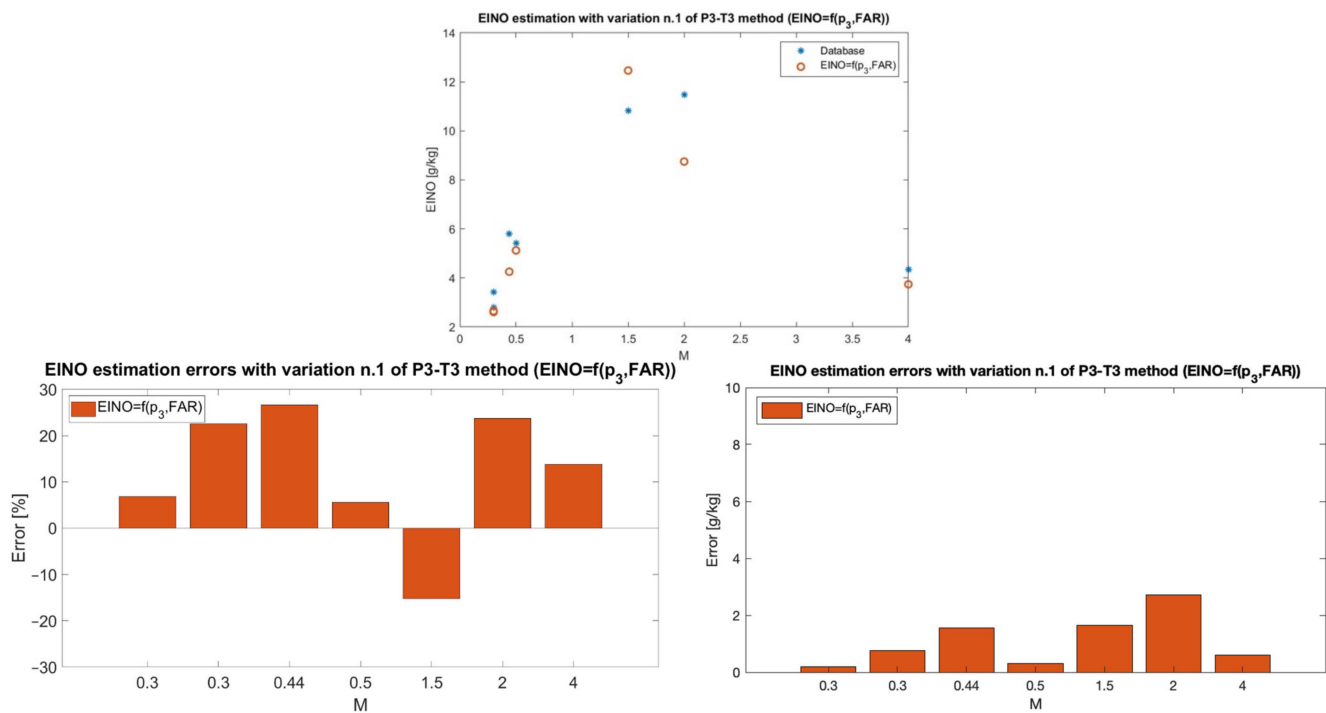 EINO estimation with variation n.1 of P3-T3 method (EINO=f(p3,FAR))
14
12
10
8
6
4
2
EINO [g/kg]
Database
EINO=f(p3,FAR)
0 0.5 1 1.5 2 2.5 3 3.5 4
M
EINO estimation errors with variation n.1 of P3-T3 method (EINO=f(p3,FAR))
30
20
10
0
−10
−20
−30
Error [%]
EINO=f(p3,FAR)
0.3 0.3 0.44 0.5 1.5 2 4
M
EINO estimation errors with variation n.1 of P3-T3 method (EINO=f(p3,FAR))
10
8
6
4
2
0
Error [g/kg]
EINO=f(p3,FAR)
0.3 0.3 0.44 0.5 1.5 2 4
M